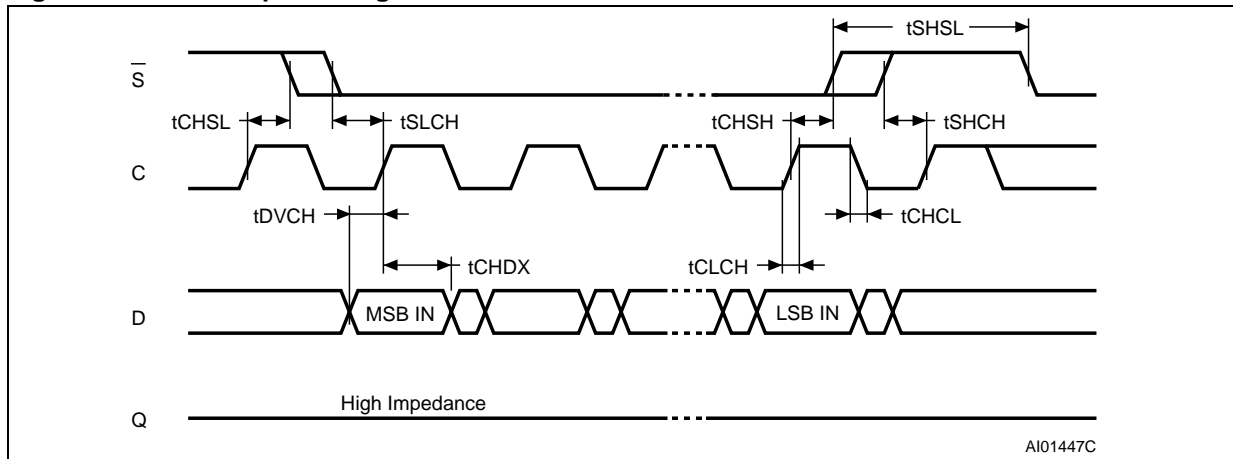 tSHSL
S
tCHSL
tSLCH
tCHSH
tSHCH
C
tDVCH
tCHCL
tCHDX
tCLCH
D
MSB IN
LSB IN
High Impedance
Q
AI01447C